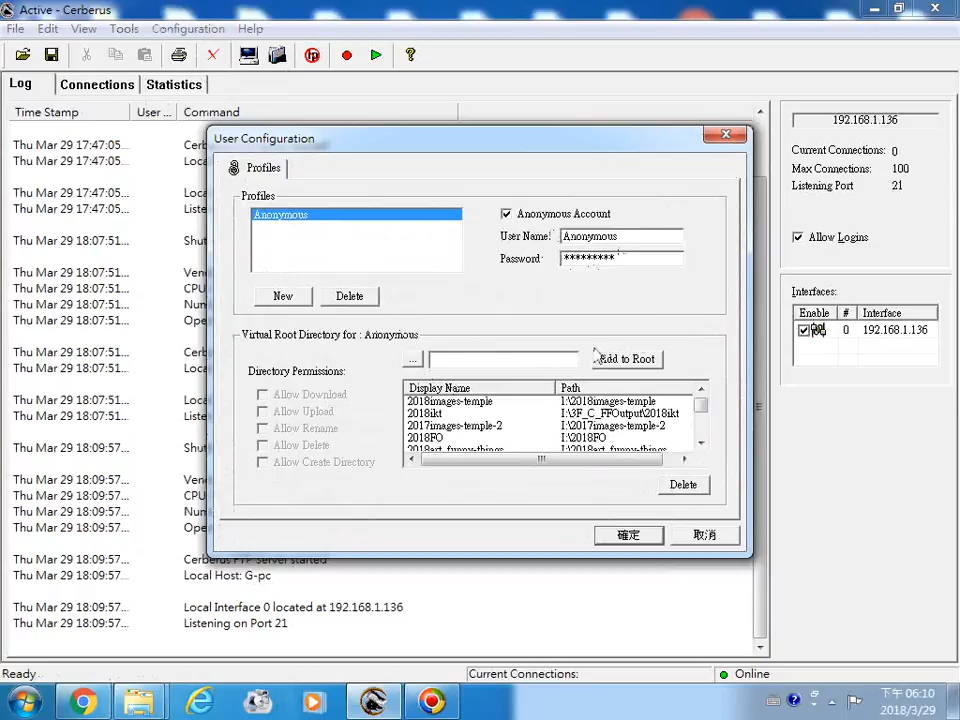 Active - Cerberus
File Edit View Tools Configuration Help
Log Connections Statistics
Time Stamp User ... Command
Thu Mar 29 17:47:05...
Thu Mar 29 17:47:05...
Thu Mar 29 17:47:05...
Thu Mar 29 17:47:05...
Thu Mar 29 18:07:51...
Thu Mar 29 18:07:51...
Thu Mar 29 18:07:51...
Thu Mar 29 18:07:51...
Thu Mar 29 18:07:51...
Thu Mar 29 18:07:51...
Thu Mar 29 18:07:51...
Thu Mar 29 18:07:51...
Thu Mar 29 18:07:51...
Thu Mar 29 18:09:46...
Thu Mar 29 18:09:57...
Thu Mar 29 18:09:57...
Thu Mar 29 18:09:57...
Thu Mar 29 18:09:57...
Thu Mar 29 18:09:57... Cerberus FTP Server started
Thu Mar 29 18:09:57... Local Host: G-pc
Thu Mar 29 18:09:57... Local Interface 0 located at 192.168.1.136
Thu Mar 29 18:09:57... Listening on Port 21
User Configuration
Profiles
Profiles
Anonymous
Anonymous Account
User Name: Anonymous
Password: *********
New Delete
Virtual Root Directory for : Anonymous
... Add to Root
Directory Permissions:
Allow Download
Allow Upload
Allow Rename
Allow Delete
Allow Create Directory
Display Name Path
2018images-temple I:\2018images-temple
2018ikt I:\3F_C_FFOutput\2018ikt
2017images-temple-2 I:\2017images-temple-2
2018FO I:\2018FO
2018art_funny-things I:\2018art_funny-things
Delete
確定 取消
192.168.1.136
Current Connections: 0
Max Connections: 100
Listening Port 21
Allow Logins
Interfaces:
Enable # Interface
0 192.168.1.136
Ready Current Connections: Online
下午 06:10
2018/3/29